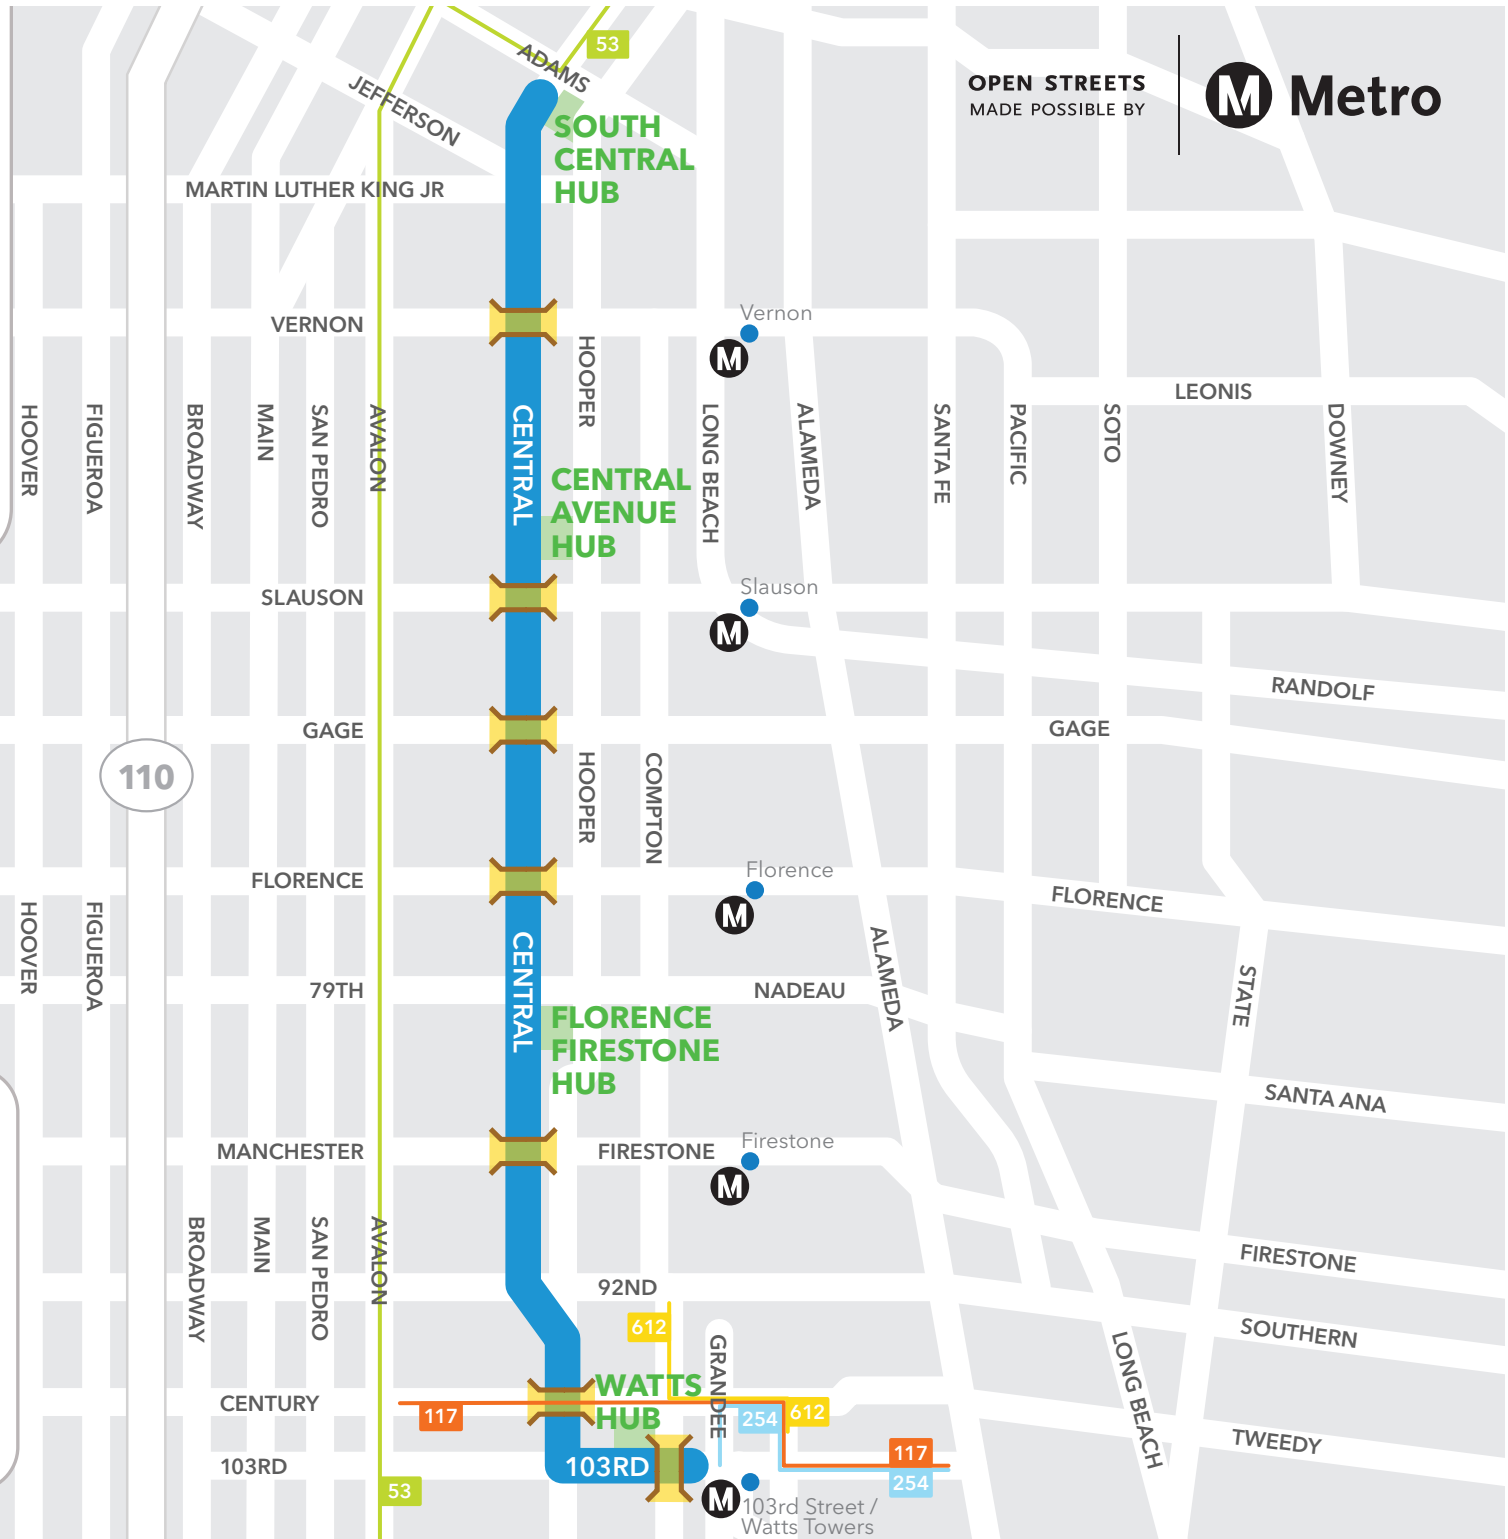 53
ADAMS
JEFFERSON
OPEN STREETS
MADE POSSIBLE BY
M Metro
SOUTH
CENTRAL
HUB
MARTIN LUTHER KING JR
VERNON
Vernon
M
HOOPER
LEONIS
HOOVER
FIGUEROA
BROADWAY
MAIN
SAN PEDRO
AVALON
CENTRAL
LONG BEACH
ALAMEDA
SANTA FE
PACIFIC
SOTO
DOWNEY
CENTRAL
AVENUE
HUB
SLAUSON
Slauson
M
RANDOLF
GAGE
GAGE
110
HOOPER
COMPTON
FLORENCE
Florence
M
FLORENCE
HOOVER
FIGUEROA
CENTRAL
ALAMEDA
STATE
79TH
NADEAU
FLORENCE
FIRESTONE
HUB
SANTA ANA
MANCHESTER
FIRESTONE
Firestone
M
BROADWAY
MAIN
SAN PEDRO
AVALON
FIRESTONE
92ND
612
SOUTHERN
GRANDEE
LONG BEACH
WATTS
HUB
CENTURY
117
254
612
TWEEDY
103RD
103RD
117
254
53
M
103rd Street /
Watts Towers